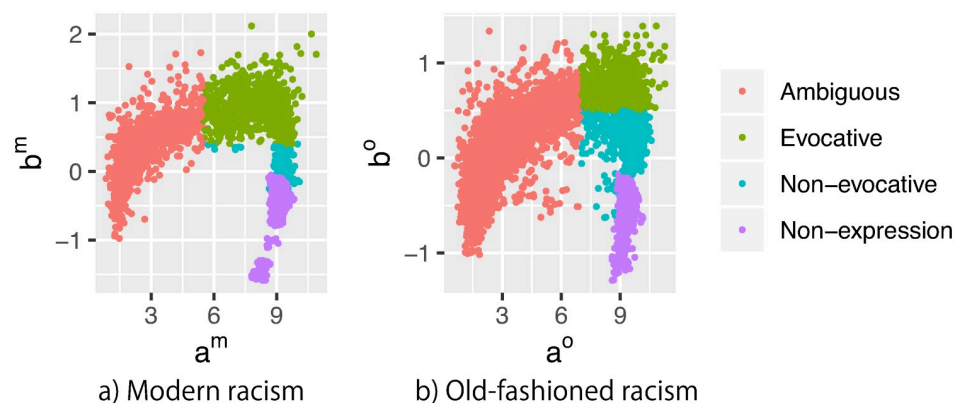 2
1
0
−1
b^m
3 6 9
a^m
a) Modern racism
1
0
−1
b^o
3 6 9
a^o
b) Old-fashioned racism
Ambiguous
Evocative
Non−evocative
Non−expression